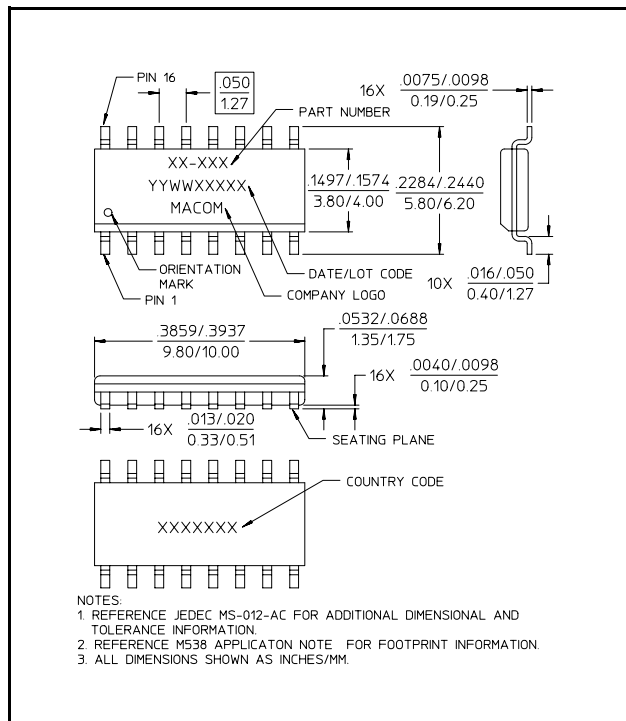 PIN 16
.050
1.27
PART NUMBER
16X .0075/.0098
0.19/0.25
XX-XXX
YYWWXXXXX
MACOM
.1497/.1574
3.80/4.00
.2284/.2440
5.80/6.20
ORIENTATION
MARK
PIN 1
DATE/LOT CODE
COMPANY LOGO
10X .016/.050
0.40/1.27
.3859/.3937
9.80/10.00
.0532/.0688
1.35/1.75
16X .0040/.0098
0.10/0.25
16X .013/.020
0.33/0.51
SEATING PLANE
COUNTRY CODE
XXXXXXX
NOTES:
1. REFERENCE JEDEC MS-012-AC FOR ADDITIONAL DIMENSIONAL AND
TOLERANCE INFORMATION.
2. REFERENCE M538 APPLICATON NOTE FOR FOOTPRINT INFORMATION.
3. ALL DIMENSIONS SHOWN AS INCHES/MM.